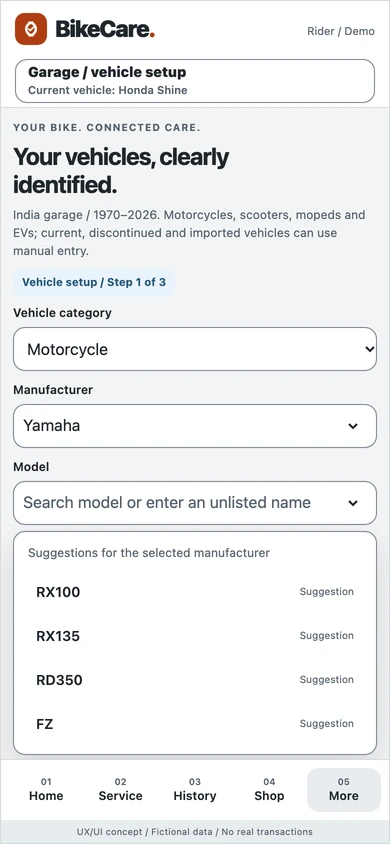 BikeCare.
Rider / Demo
Garage / vehicle setup
Current vehicle: Honda Shine
YOUR BIKE. CONNECTED CARE.
Your vehicles, clearly
identified.
India garage / 1970–2026. Motorcycles, scooters, mopeds and
EVs; current, discontinued and imported vehicles can use
manual entry.
Vehicle setup / Step 1 of 3
Vehicle category
Motorcycle
Manufacturer
Yamaha
Model
Search model or enter an unlisted name
Suggestions for the selected manufacturer
RX100 Suggestion
RX135 Suggestion
RD350 Suggestion
FZ Suggestion
01 02 03 04 05
Home Service History Shop More
UX/UI concept / Fictional data / No real transactions